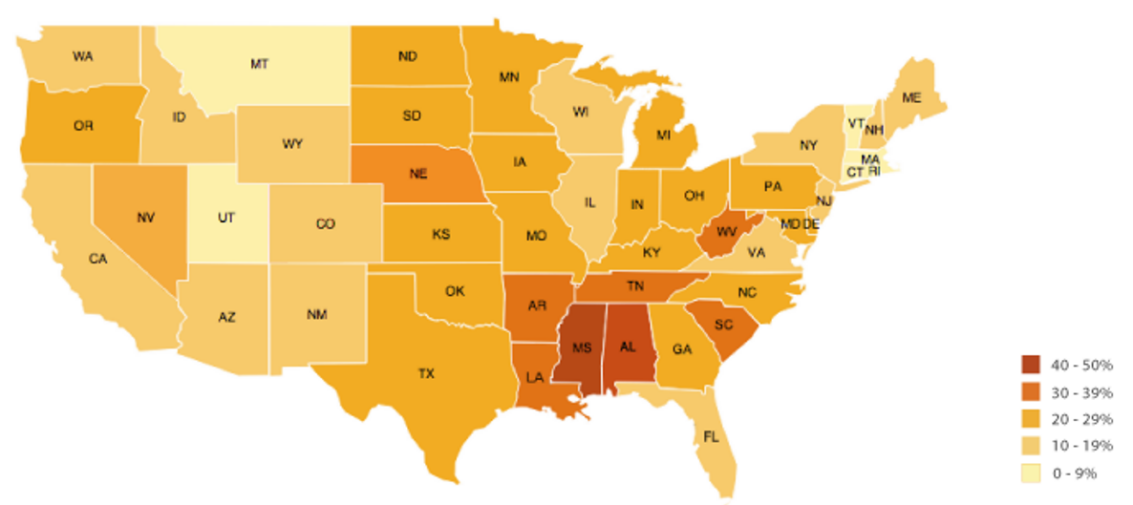 WA
MT
ND
MN
ME
OR
ID
SD
WI
VT
NH
WY
MI
NY
MA
IA
CT RI
NE
OH
PA
NV
UT
IL
IN
NJ
CO
MD DE
WV
KS
MO
KY
VA
CA
TN
OK
NC
AR
AZ
NM
SC
MS
AL
GA
TX
LA
FL
40 - 50%
30 - 39%
20 - 29%
10 - 19%
0 - 9%